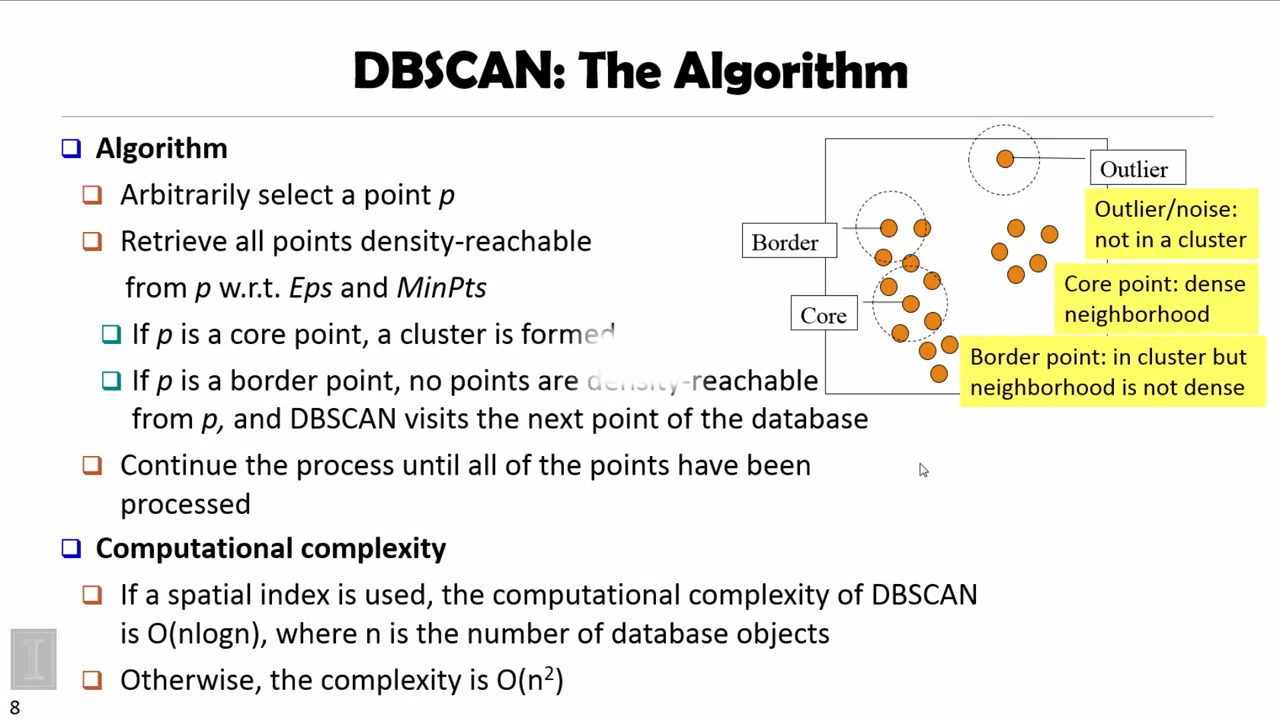 DBSCAN: The Algorithm
Algorithm
Arbitrarily select a point p
Retrieve all points density-reachable
from p w.r.t. Eps and MinPts
If p is a core point, a cluster is formed
If p is a border point, no points are density-reachable
from p, and DBSCAN visits the next point of the database
Continue the process until all of the points have been
processed
Computational complexity
If a spatial index is used, the computational complexity of DBSCAN
is O(nlogn), where n is the number of database objects
Otherwise, the complexity is O(n²)
Outlier
Outlier/noise:
not in a cluster
Border
Core point: dense
neighborhood
Core
Border point: in cluster but
neighborhood is not dense
I
8